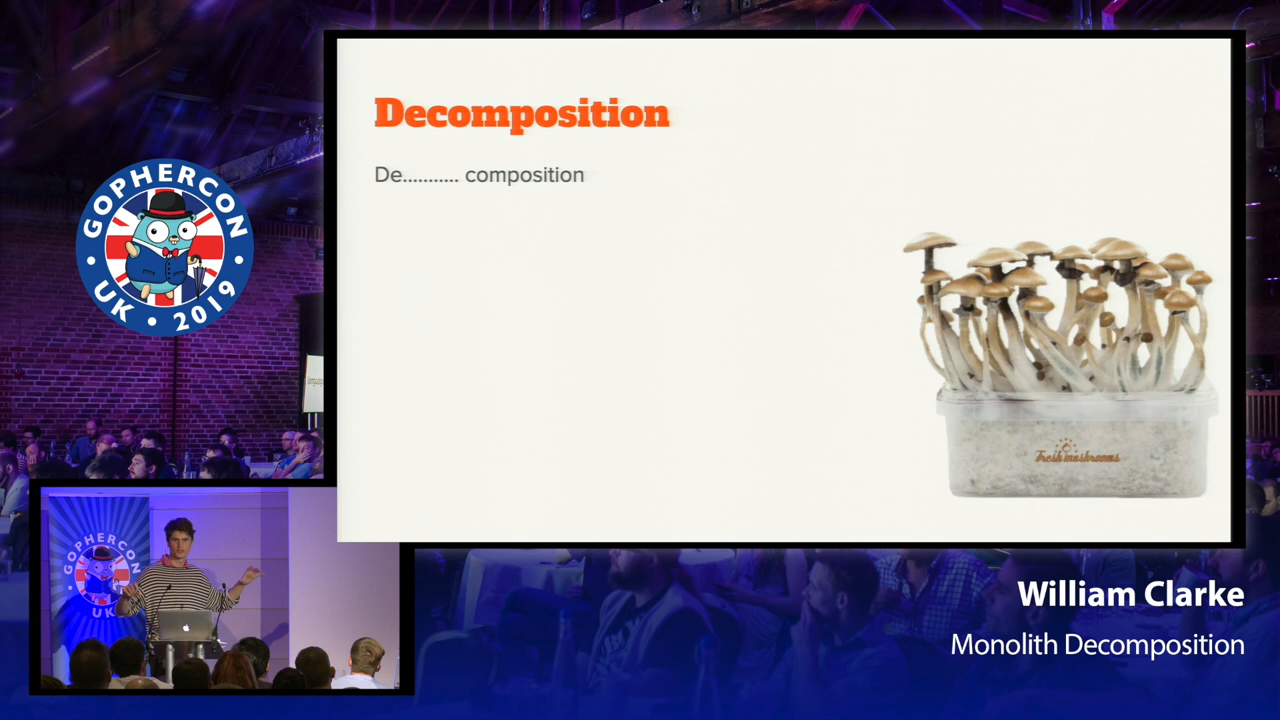 Decomposition
De........... composition
Fresh mushrooms
GOPHERCON
UK • 2019
GOPHERCON
UK
William Clarke
Monolith Decomposition